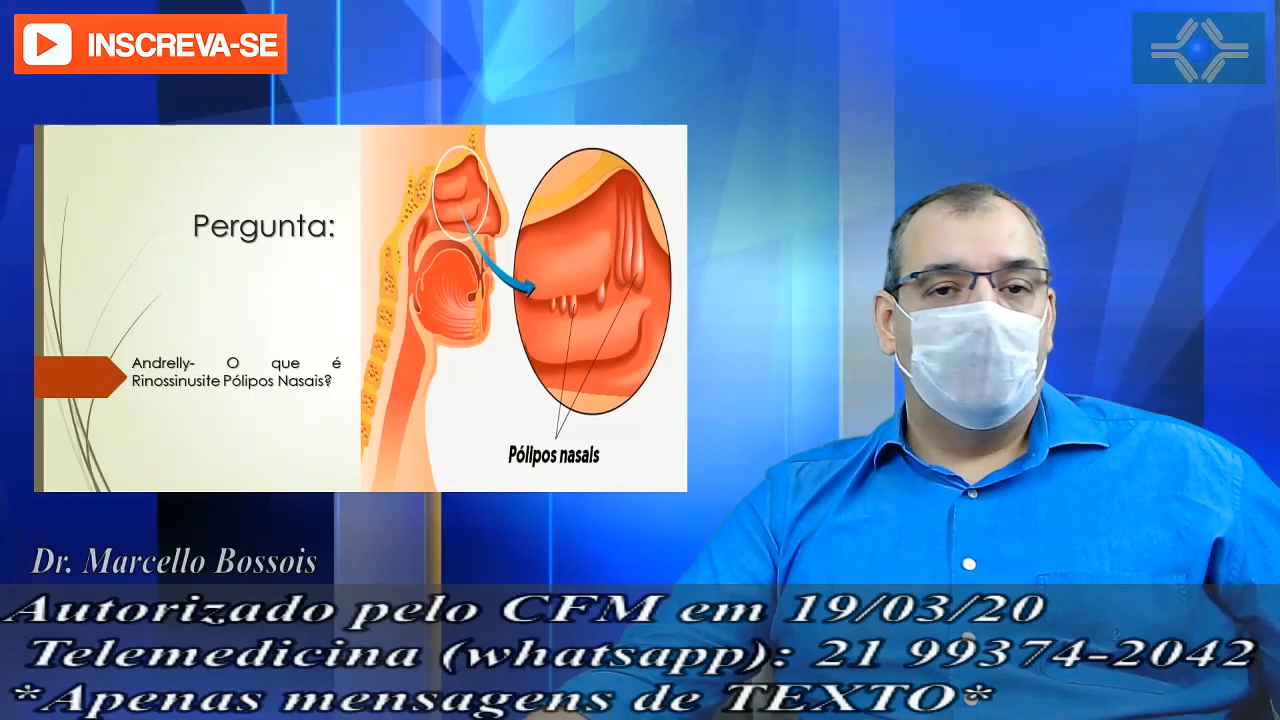 INSCREVA-SE
Pergunta:
Andrelly- O que é
Rinossinusite Pólipos Nasais?
Pólipos nasais
Dr. Marcello Bossois
Autorizado pelo CFM em 19/03/20
Telemedicina (whatsapp): 21 99374-2042
*Apenas mensagens de TEXTO*